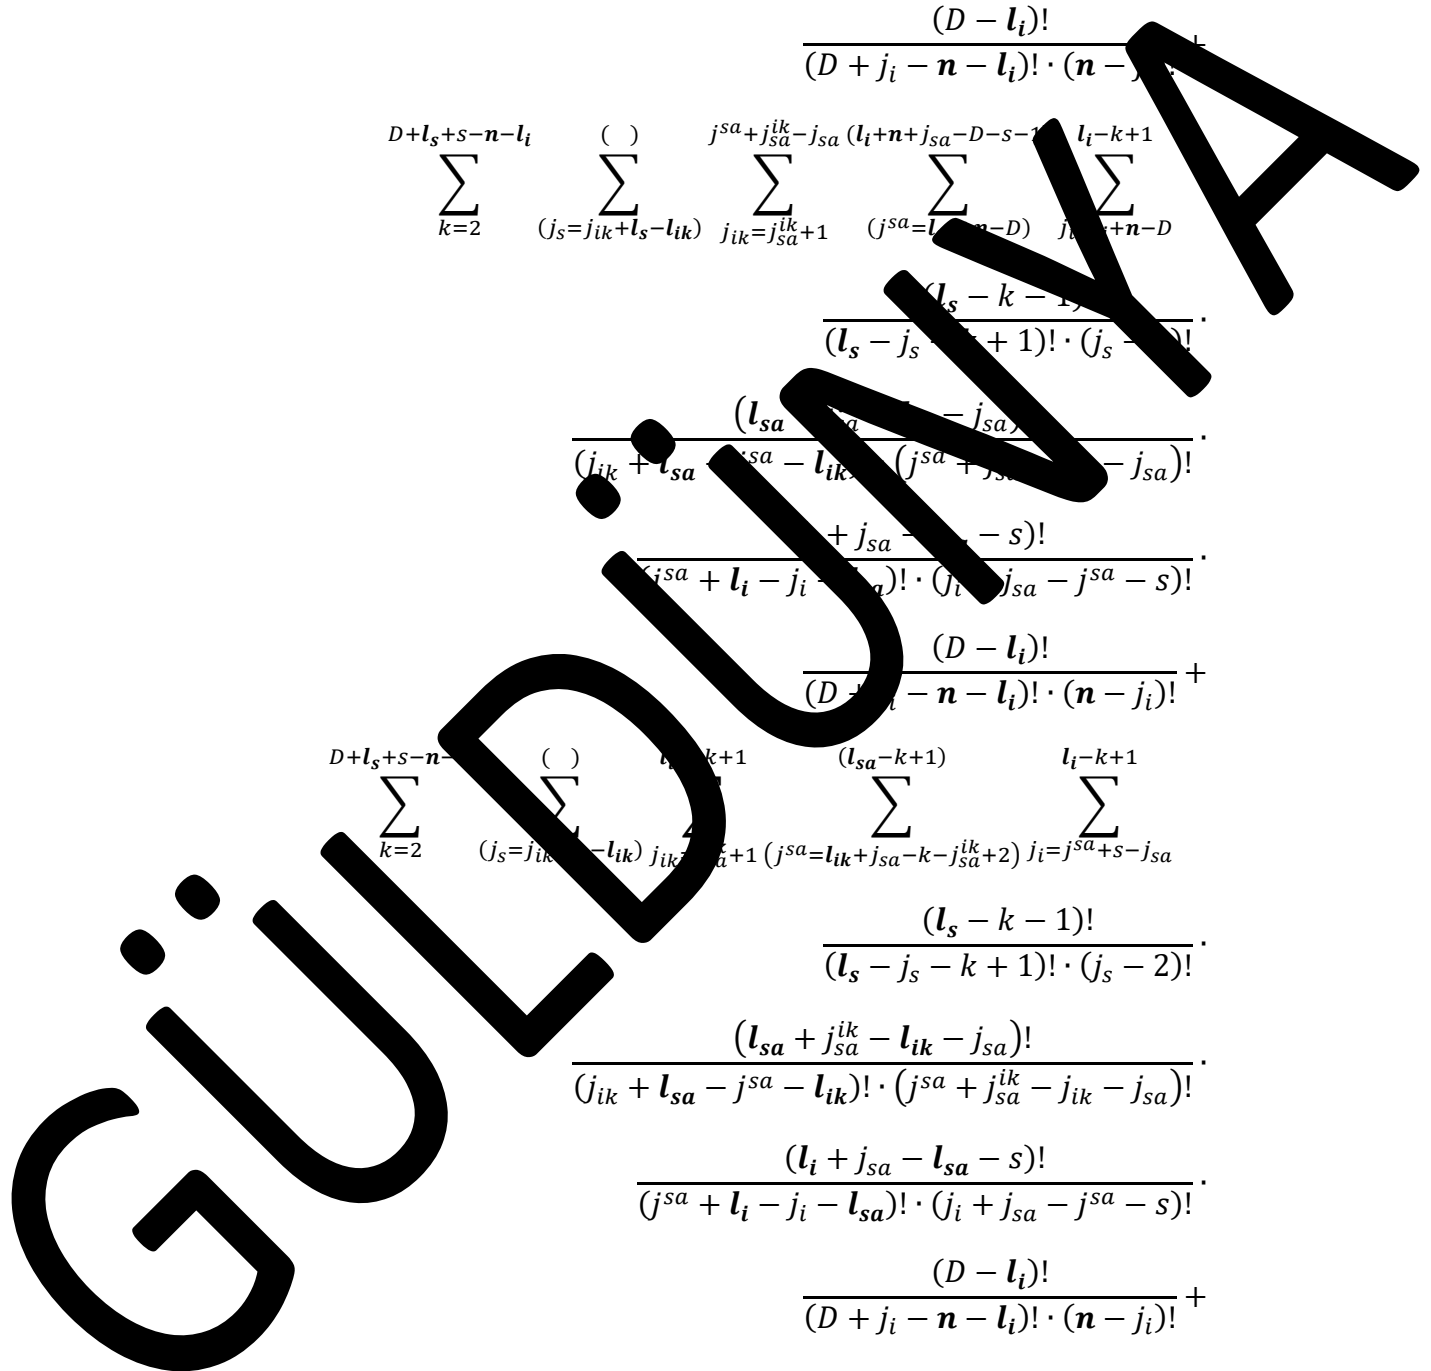 (D − l_i)!
/ (D + j_i − n − l_i)! · (n − j +
D+l_s+s−n−l_i ∑ k=2 ( ) ∑ (j_s=j_ik+l_s−l_ik) j^sa+j_sa^ik−j_sa ∑ j_ik=j_sa^ik+1 (l_i+n+j_sa−D−s− ∑ (j^sa= n−D) l_i−k+1 ∑ +n−D
l_s − k −
/ (l_s − j_s + 1)! · (j_s )! ·
(l_sa − j_sa)
/ (j_ik + l_sa j^sa − l_ik (j^sa + − j_sa)! ·
+ j_sa − s)!
/ (j^sa + l_i − j_i )! · (j_i j_sa − j^sa − s)! ·
(D − l_i)!
/ (D − n − l_i)! · (n − j_i)! +
D+l_s+s−n− ∑ k=2 ( ) ∑ (j_s=j_ik −l_ik) k+1 +1 (l_sa−k+1) ∑ (j^sa=l_ik+j_sa−k−j_sa^ik+2) l_i−k+1 ∑ j_i=j^sa+s−j_sa
(l_s − k − 1)!
/ (l_s − j_s − k + 1)! · (j_s − 2)! ·
(l_sa + j_sa^ik − l_ik − j_sa)!
/ (j_ik + l_sa − j^sa − l_ik)! · (j^sa + j_sa^ik − j_ik − j_sa)! ·
(l_i + j_sa − l_sa − s)!
/ (j^sa + l_i − j_i − l_sa)! · (j_i + j_sa − j^sa − s)! ·
(D − l_i)!
/ (D + j_i − n − l_i)! · (n − j_i)! +
GÜLDÜNYA